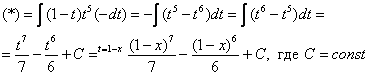 (*) = ∫(1−t)t⁵(−dt) = −∫(t⁵−t⁶)dt = ∫(t⁶−t⁵)dt =
= t⁷/7 − t⁶/6 + C =^{t=1−x} (1−x)⁷/7 − (1−x)⁶/6 + C, где C = const